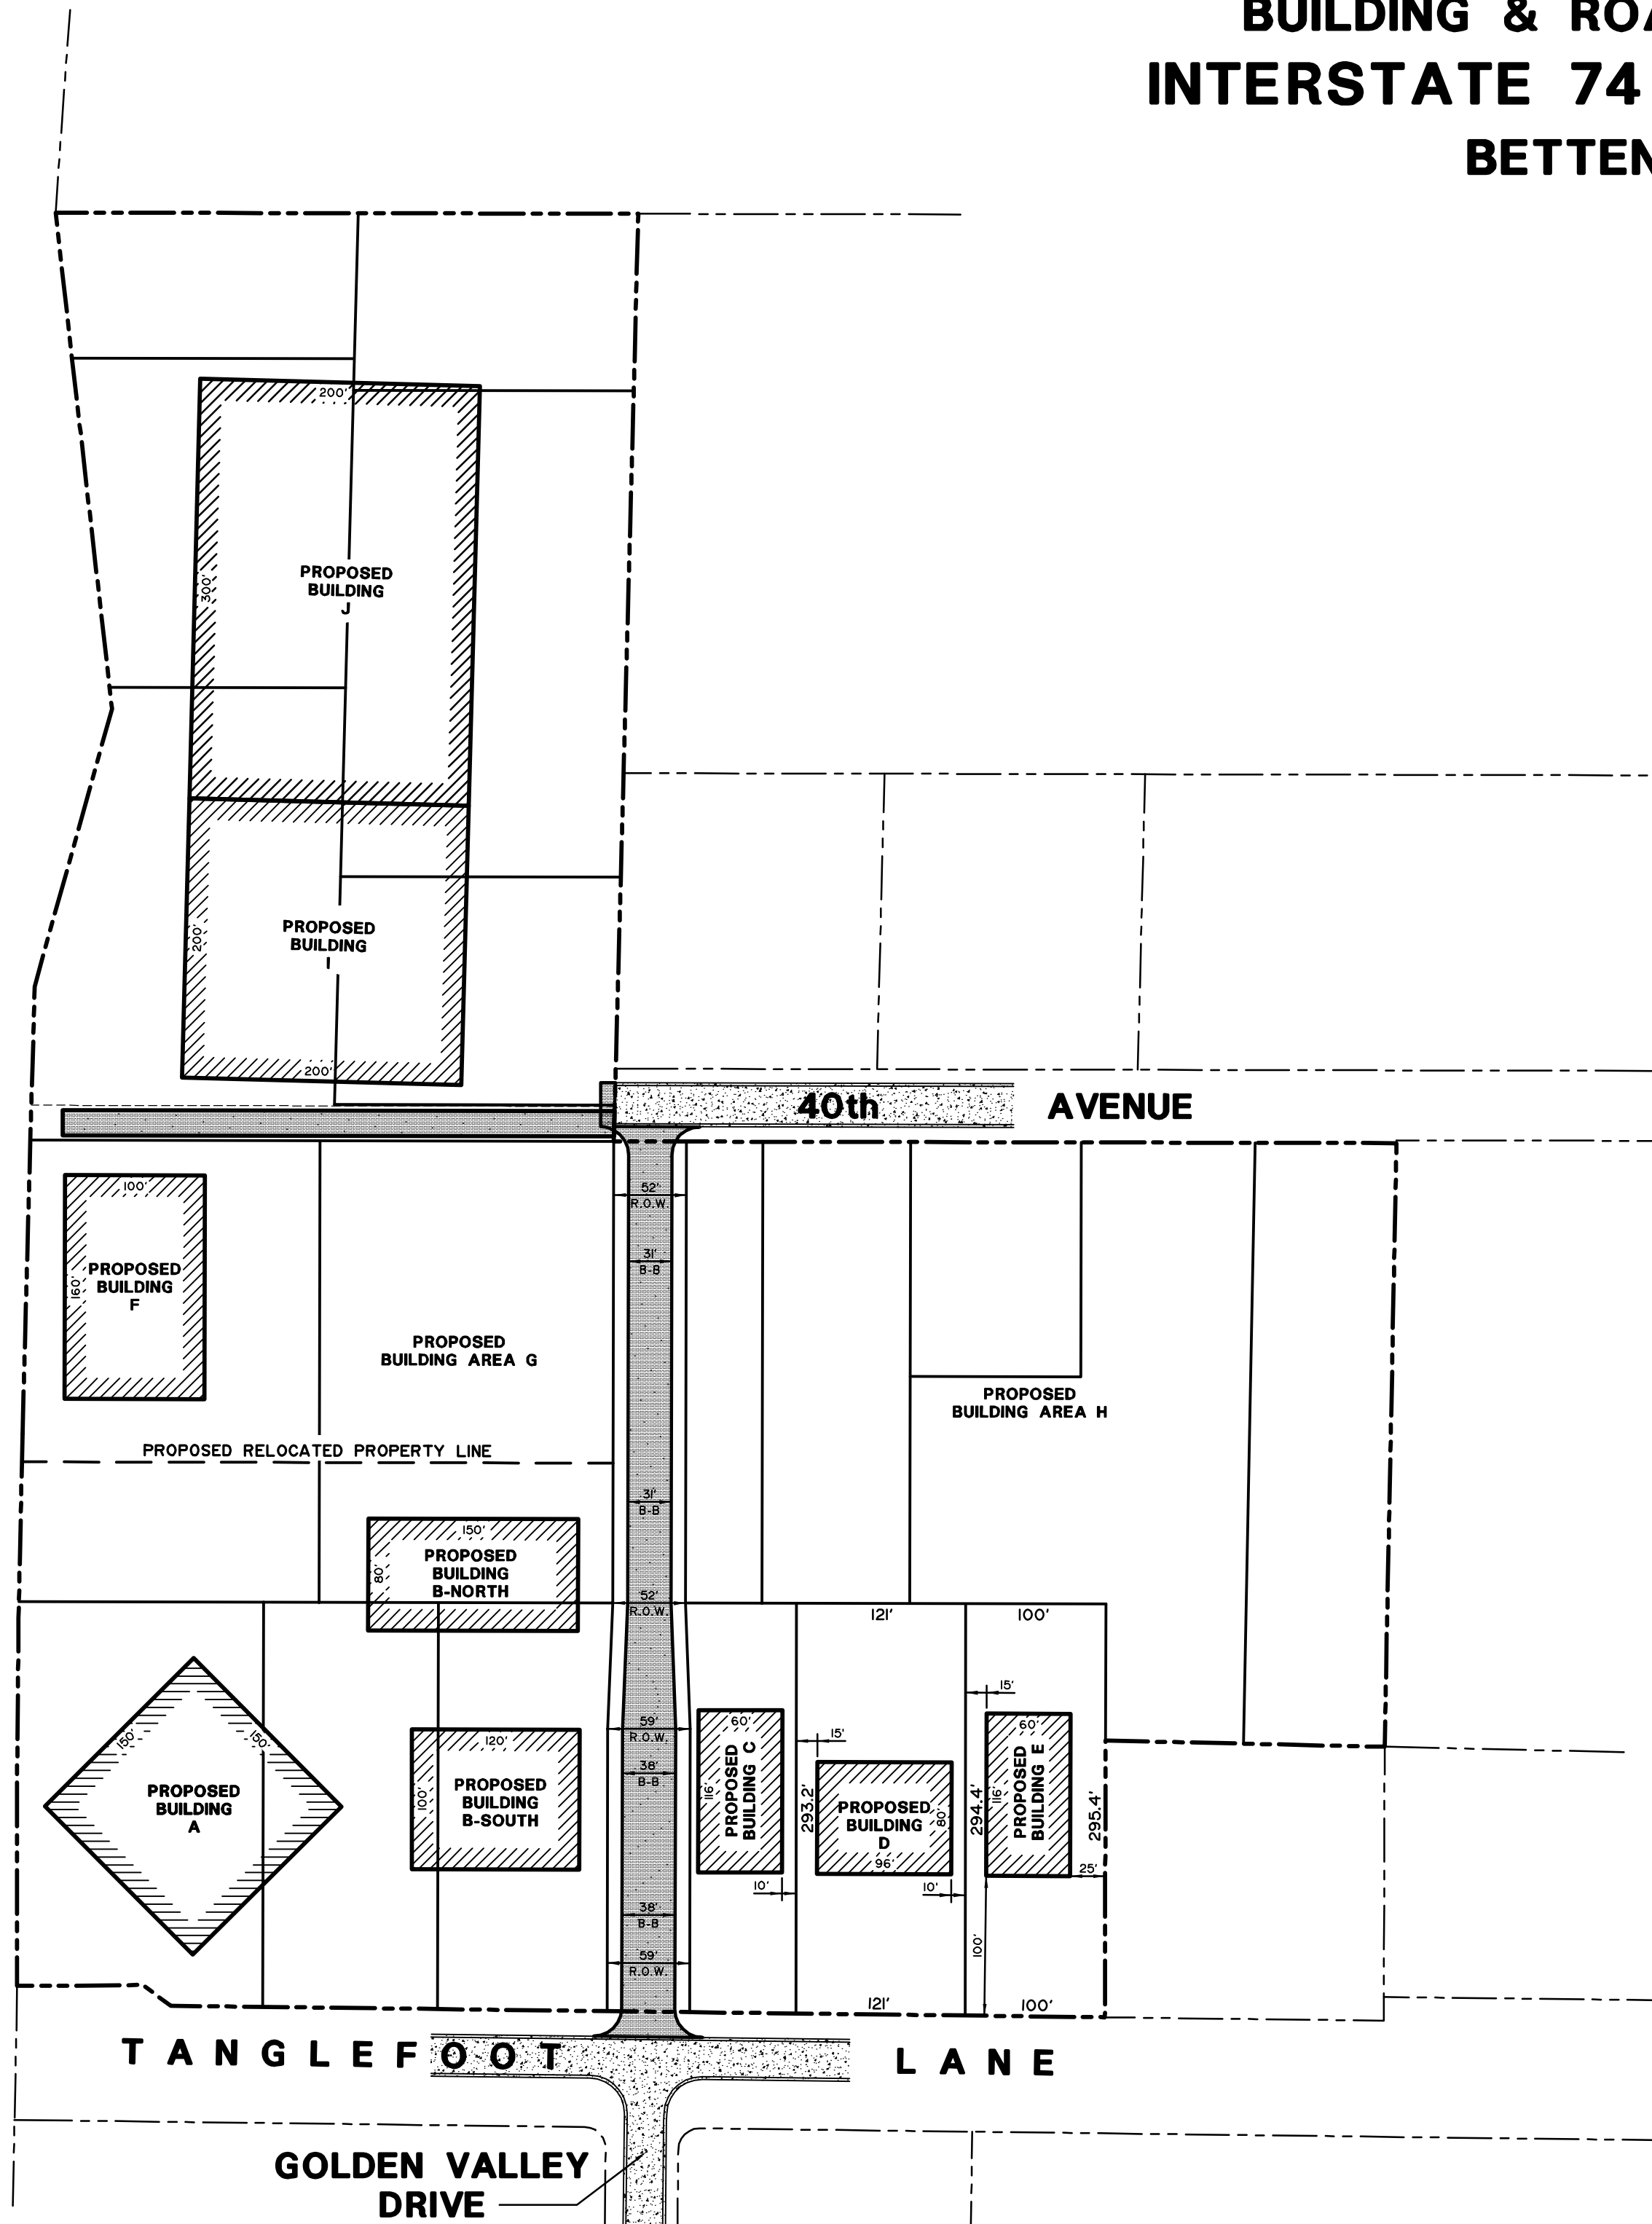 BUILDING & ROA
INTERSTATE 74
BETTEN
200'
PROPOSED
BUILDING
J
300'
PROPOSED
BUILDING
I
200'
200'
40th AVENUE
52'
R.O.W.
100'
31'
B-B
PROPOSED
BUILDING
F
160'
PROPOSED
BUILDING AREA G
PROPOSED
BUILDING AREA H
PROPOSED RELOCATED PROPERTY LINE
31'
B-B
150'
PROPOSED
BUILDING
B-NORTH
80'
52'
R.O.W.
121'
100'
15'
59'
R.O.W.
60'
60'
15'
150'
150'
120'
38'
B-B
PROPOSED
BUILDING
A
100'
PROPOSED
BUILDING
B-SOUTH
116'
PROPOSED
BUILDING C
293.2'
PROPOSED
BUILDING
D
80'
96'
294.4'
116'
PROPOSED
BUILDING E
295.4'
25'
10'
10'
38'
B-B
100'
59'
R.O.W.
121'
100'
TANGLEFOOT LANE
GOLDEN VALLEY
DRIVE